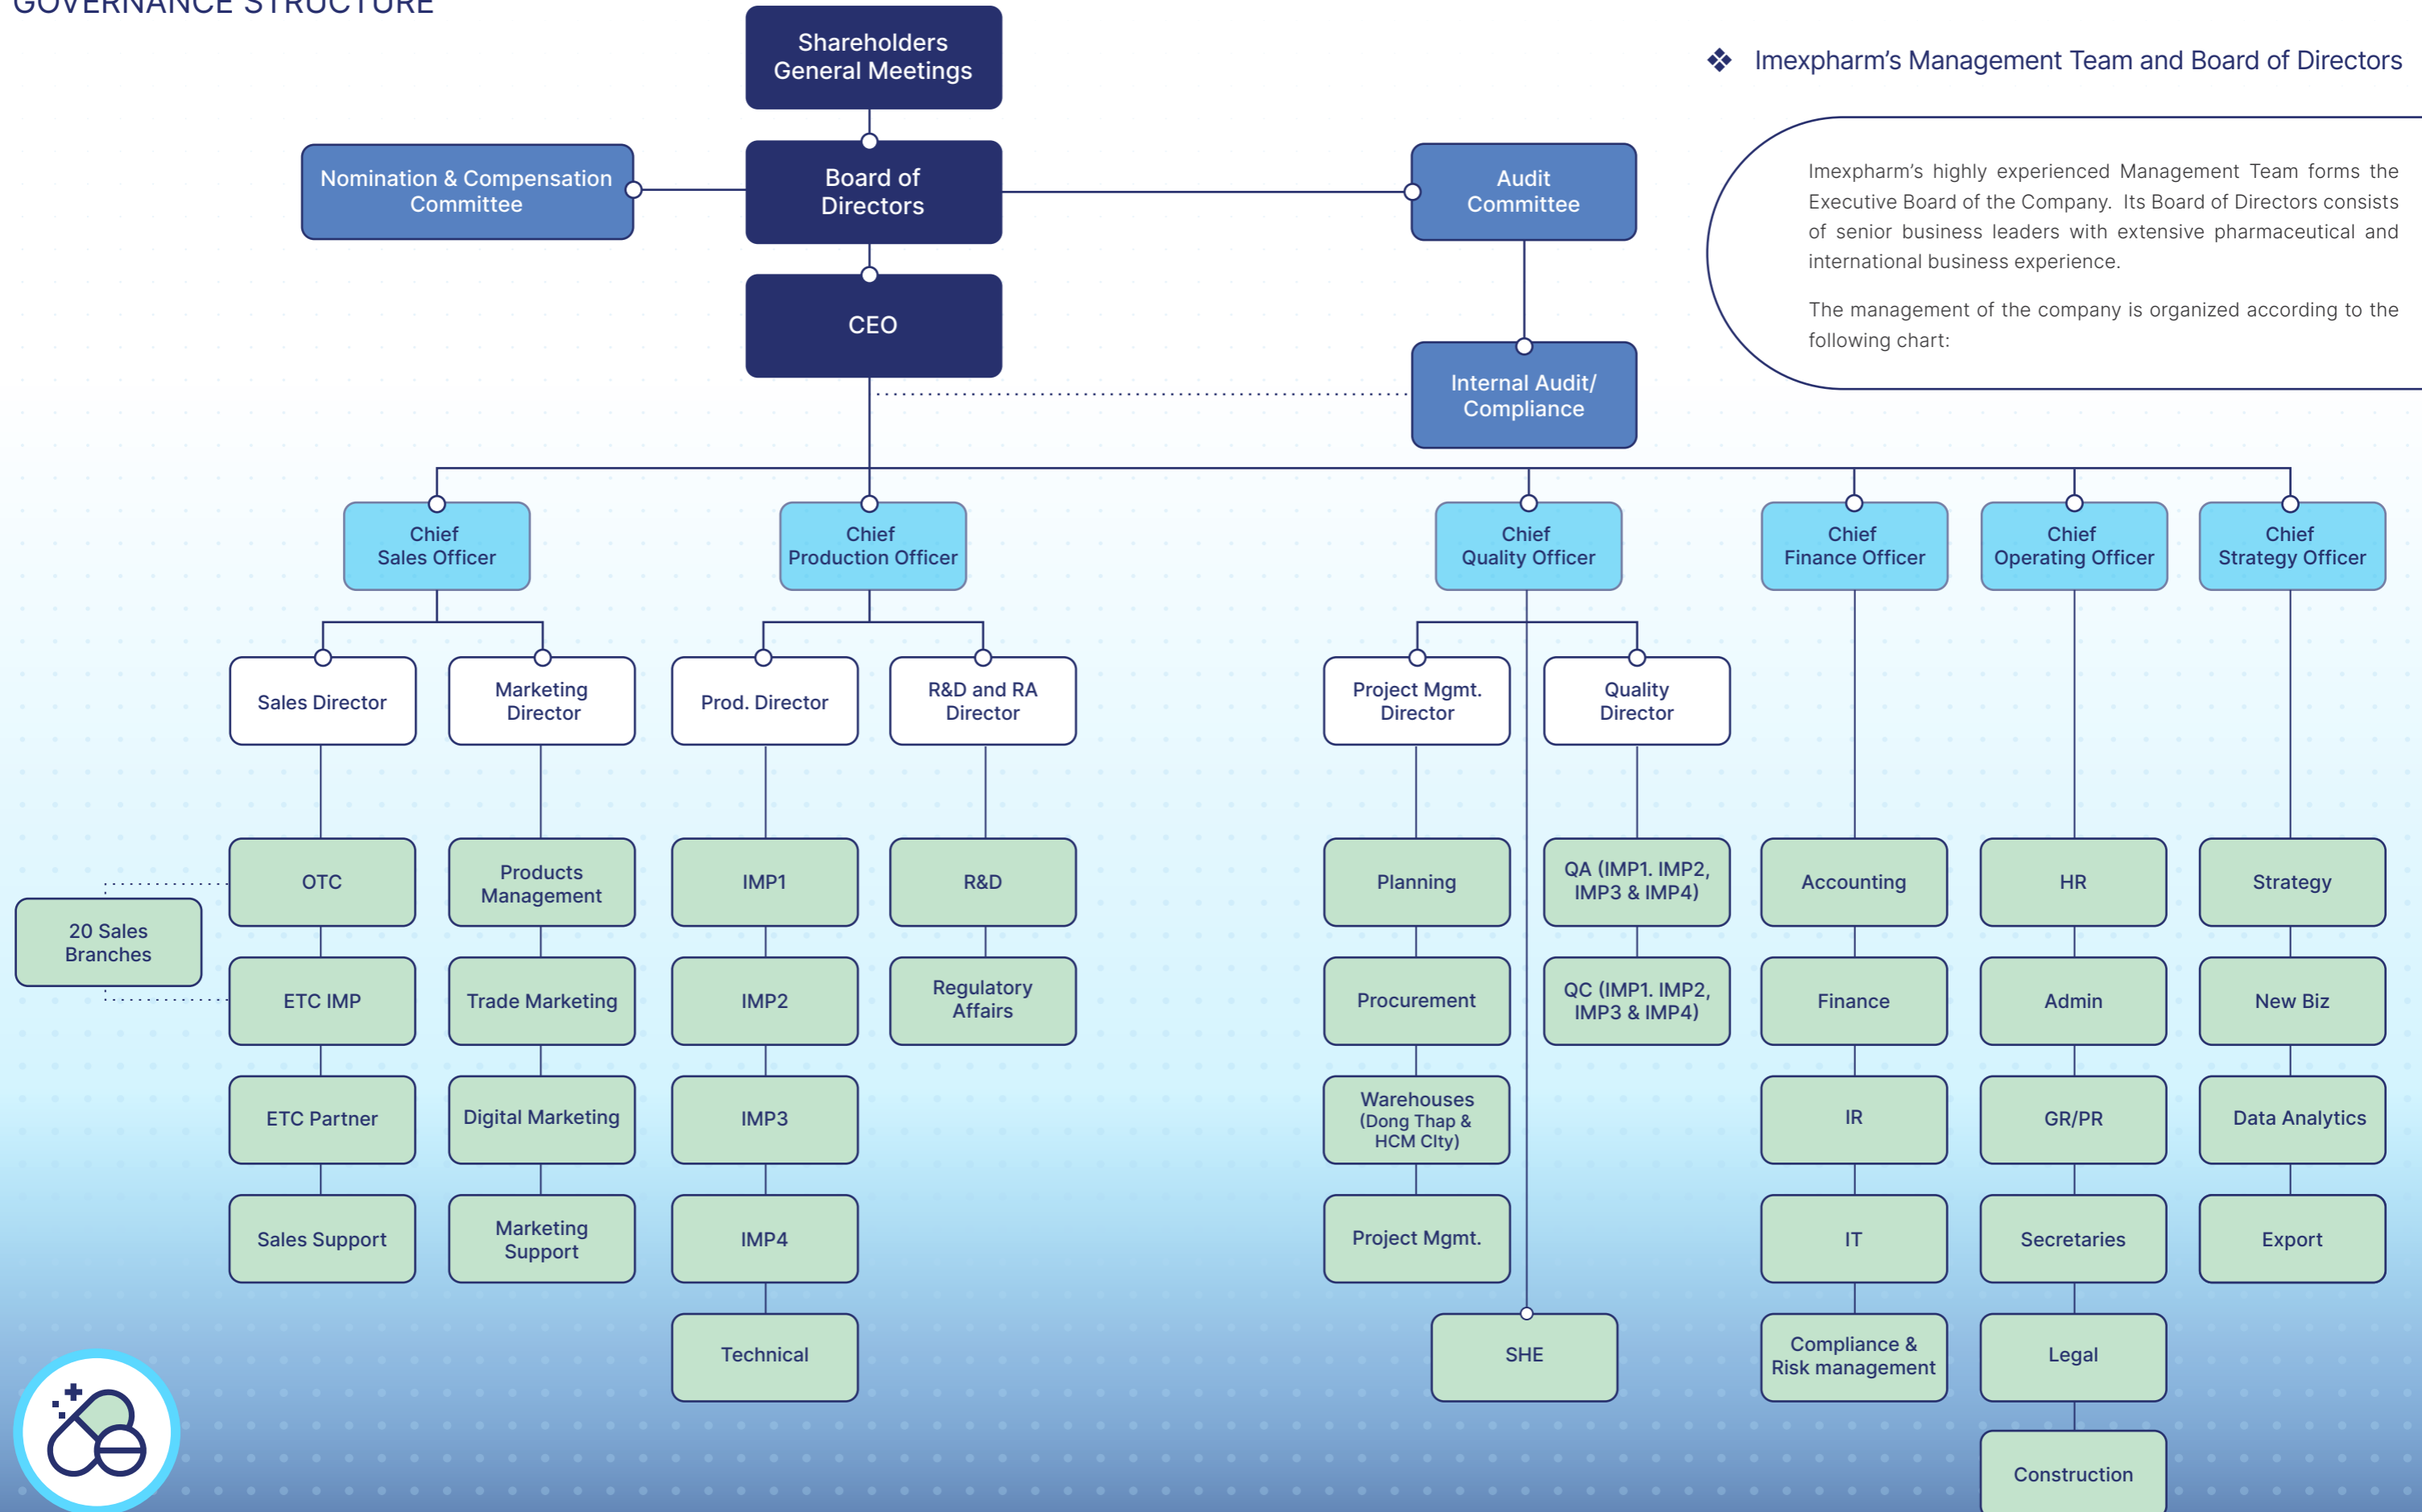 GOVERNANCE STRUCTURE
Shareholders
General Meetings
❖ Imexpharm’s Management Team and Board of Directors
Nomination & Compensation
Committee
Board of
Directors
Audit
Committee
Imexpharm’s highly experienced Management Team forms the
Executive Board of the Company. Its Board of Directors consists
of senior business leaders with extensive pharmaceutical and
international business experience.
The management of the company is organized according to the
following chart:
CEO
Internal Audit/
Compliance
Chief
Sales Officer
Chief
Production Officer
Chief
Quality Officer
Chief
Finance Officer
Chief
Operating Officer
Chief
Strategy Officer
Sales Director
Marketing
Director
Prod. Director
R&D and RA
Director
Project Mgmt.
Director
Quality
Director
20 Sales
Branches
OTC
ETC IMP
ETC Partner
Sales Support
Products
Management
Trade Marketing
Digital Marketing
Marketing
Support
IMP1
IMP2
IMP3
IMP4
Technical
R&D
Regulatory
Affairs
Planning
Procurement
Warehouses
(Dong Thap &
HCM CIty)
Project Mgmt.
SHE
QA (IMP1. IMP2,
IMP3 & IMP4)
QC (IMP1. IMP2,
IMP3 & IMP4)
Accounting
Finance
IR
IT
Compliance &
Risk management
HR
Admin
GR/PR
Secretaries
Legal
Construction
Strategy
New Biz
Data Analytics
Export